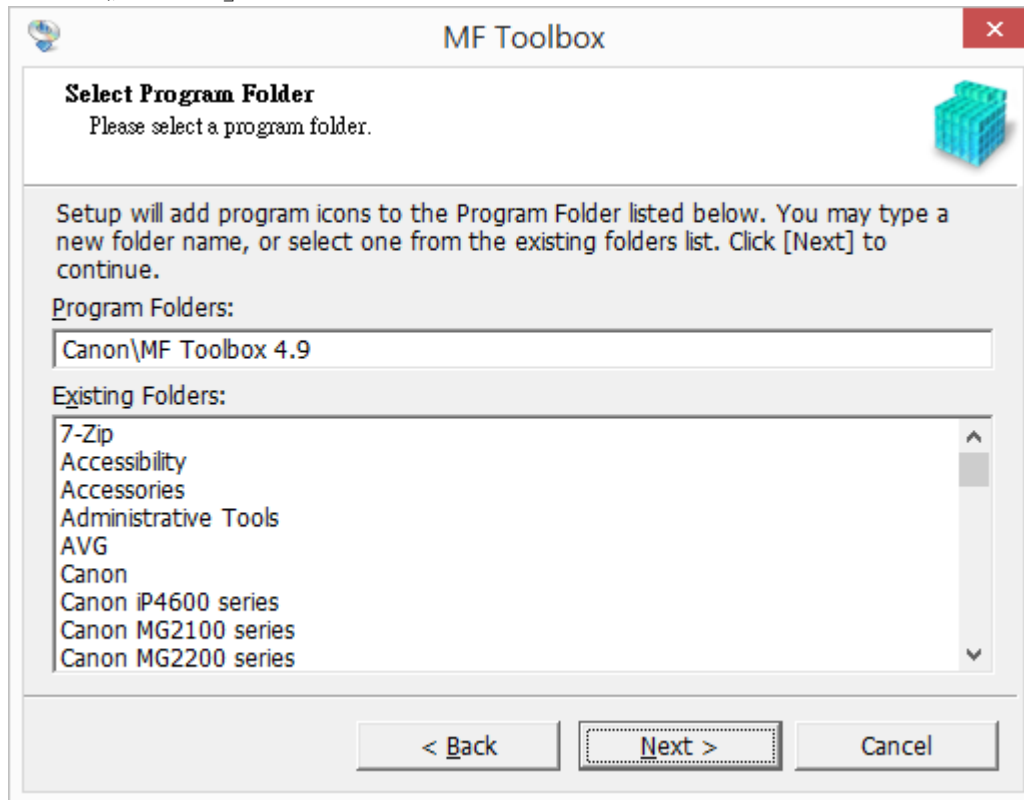 MF Toolbox
Select Program Folder
Please select a program folder.
Setup will add program icons to the Program Folder listed below. You may type a
new folder name, or select one from the existing folders list. Click [Next] to
continue.
Program Folders:
Canon\MF Toolbox 4.9
Existing Folders:
7-Zip
Accessibility
Accessories
Administrative Tools
AVG
Canon
Canon iP4600 series
Canon MG2100 series
Canon MG2200 series
< Back Next > Cancel